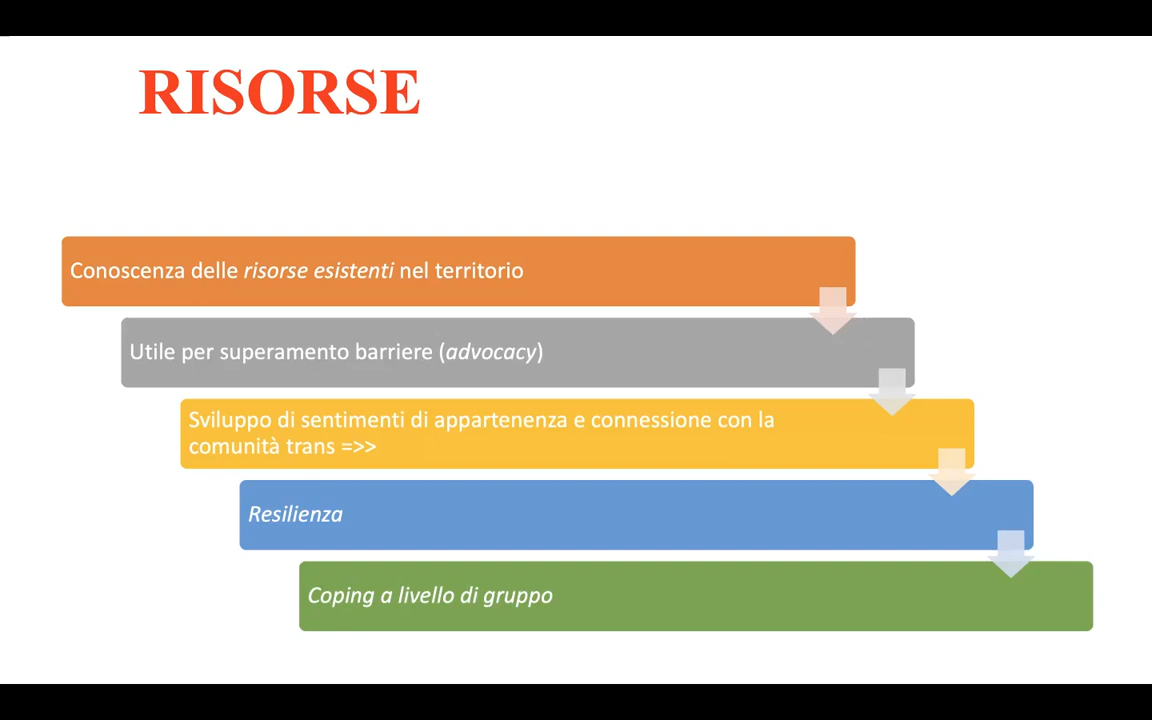 RISORSE
Conoscenza delle risorse esistenti nel territorio
Utile per superamento barriere (advocacy)
Sviluppo di sentimenti di appartenenza e connessione con la
comunità trans =>>
Resilienza
Coping a livello di gruppo